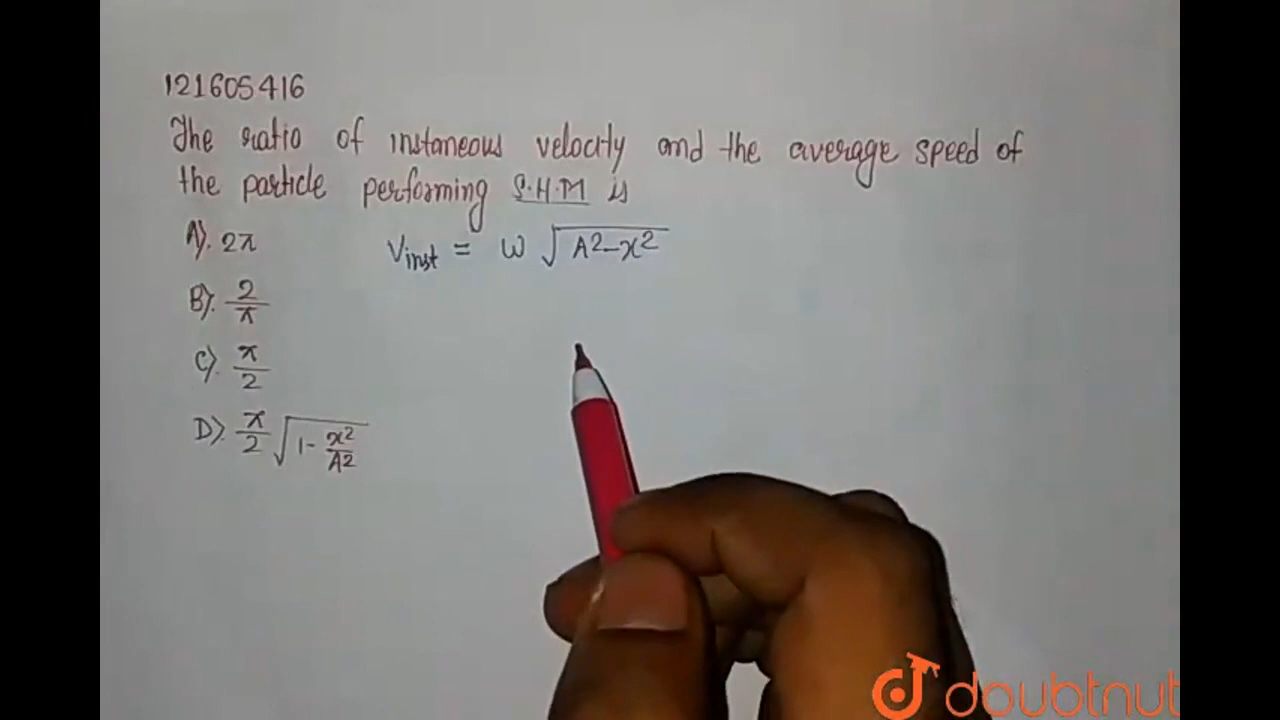 121605416
The ratio of instaneous velocity and the average speed of
the particle performing S.H.M is
A). 2π
V_inst = ω √(A²-x²)
B). 2/π
C). π/2
D). π/2 √(1- x²/A²)
doubtnut